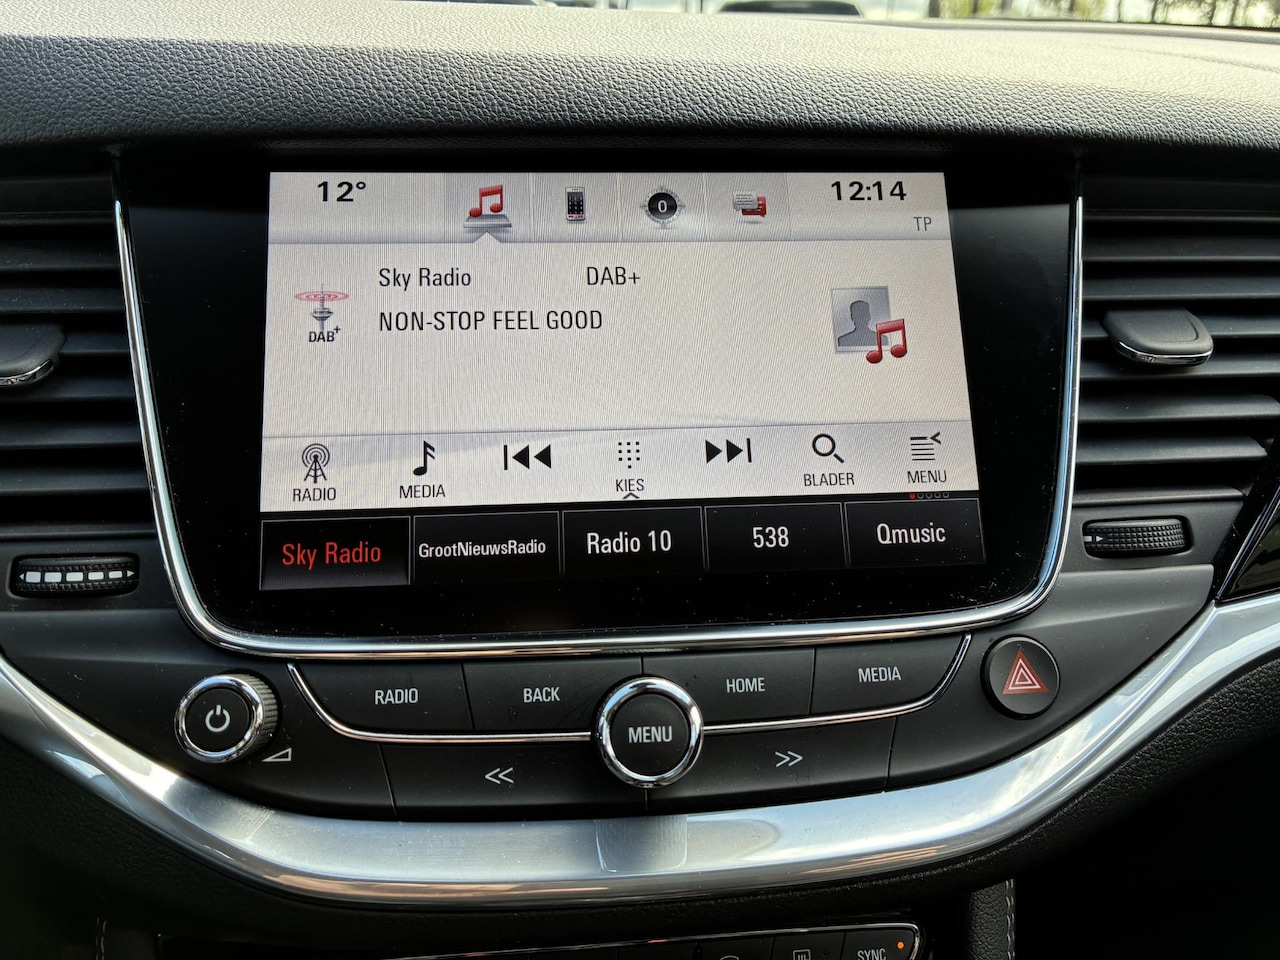 12° 0 12:14
TP
Sky Radio DAB+
NON-STOP FEEL GOOD
DAB+
RADIO MEDIA KIES BLADER MENU
Sky Radio GrootNieuwsRadio Radio 10 538 Qmusic
RADIO BACK MENU HOME MEDIA
SYNC